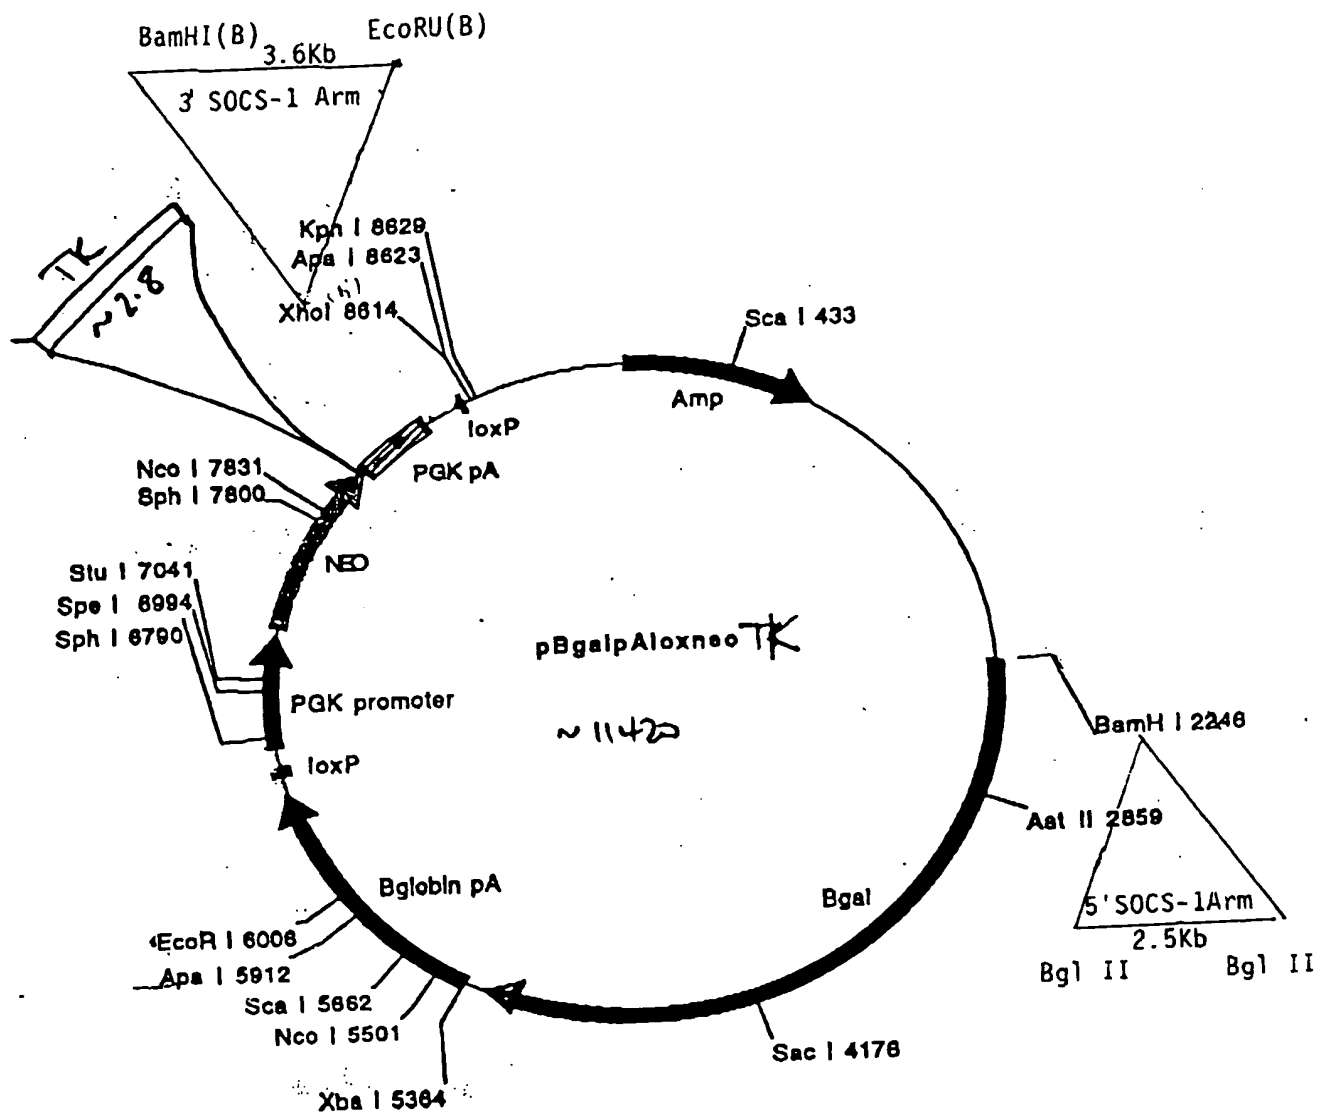 BamHI(B) 3.6Kb EcoRU(B)
3' SOCS-1 Arm
TK
~2.8
Kpn I 8629
Apa I 8623
XhoI 8614
Sca I 433
Amp
loxP
PGK pA
Nco I 7831
Sph I 7800
NEO
Stu I 7041
Spe I 6994
Sph I 6790
pBgalpAloxneo TK
PGK promoter
~ 11420
BamH I 2246
loxP
Aat II 2859
Bglobin pA
Bgal
5'SOCS-1Arm
2.5Kb
Bgl II Bgl II
EcoR I 6008
Apa I 5912
Sca I 5662
Nco I 5501
Sac I 4176
Xba I 5364